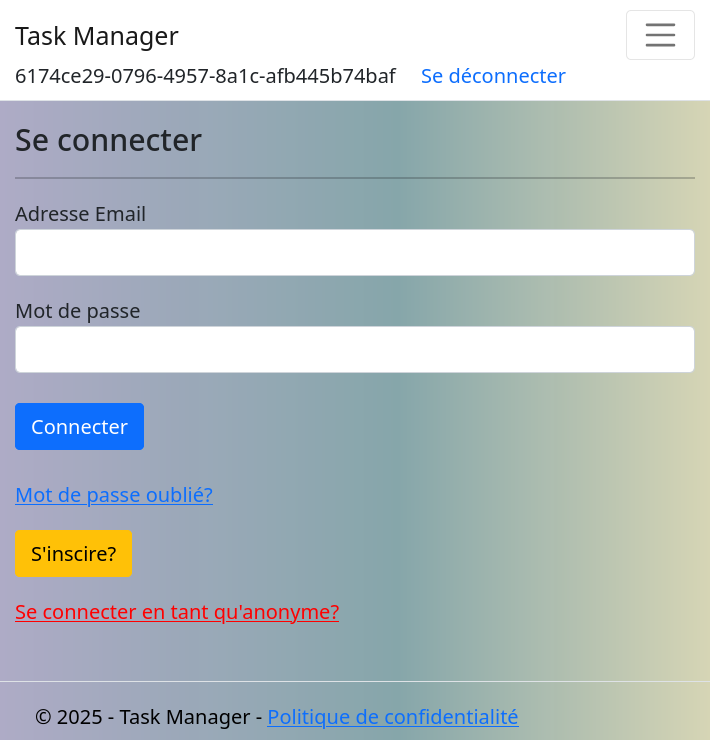 Task Manager
6174ce29-0796-4957-8a1c-afb445b74baf Se déconnecter
Se connecter
Adresse Email
Mot de passe
Connecter
Mot de passe oublié?
S'inscire?
Se connecter en tant qu'anonyme?
© 2025 - Task Manager - Politique de confidentialité